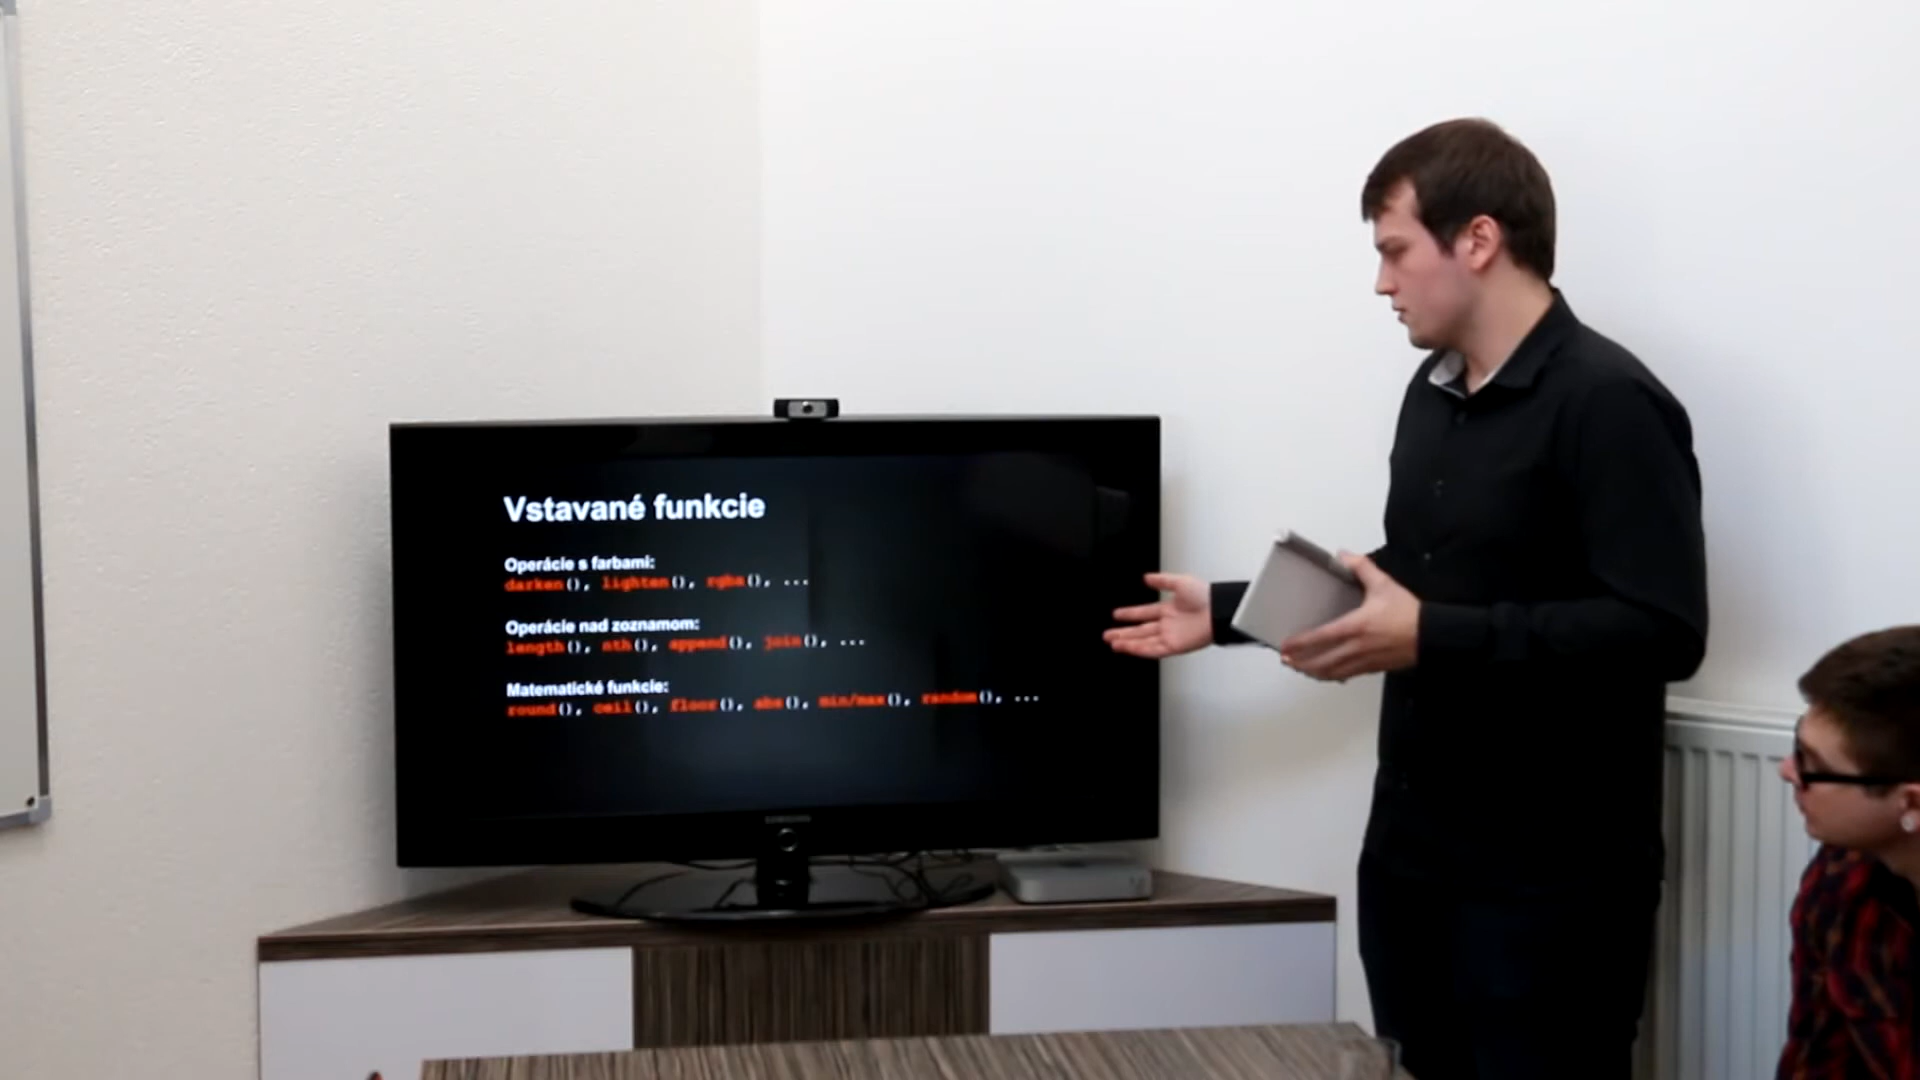 Vstavané funkcie
Operácie s farbami:
darken(), lighten(), rgba(), ...
Operácie nad zoznamom:
length(), nth(), append(), join(), ...
Matematické funkcie:
round(), ceil(), floor(), abs(), min/max(), random(), ...
SAMSUNG